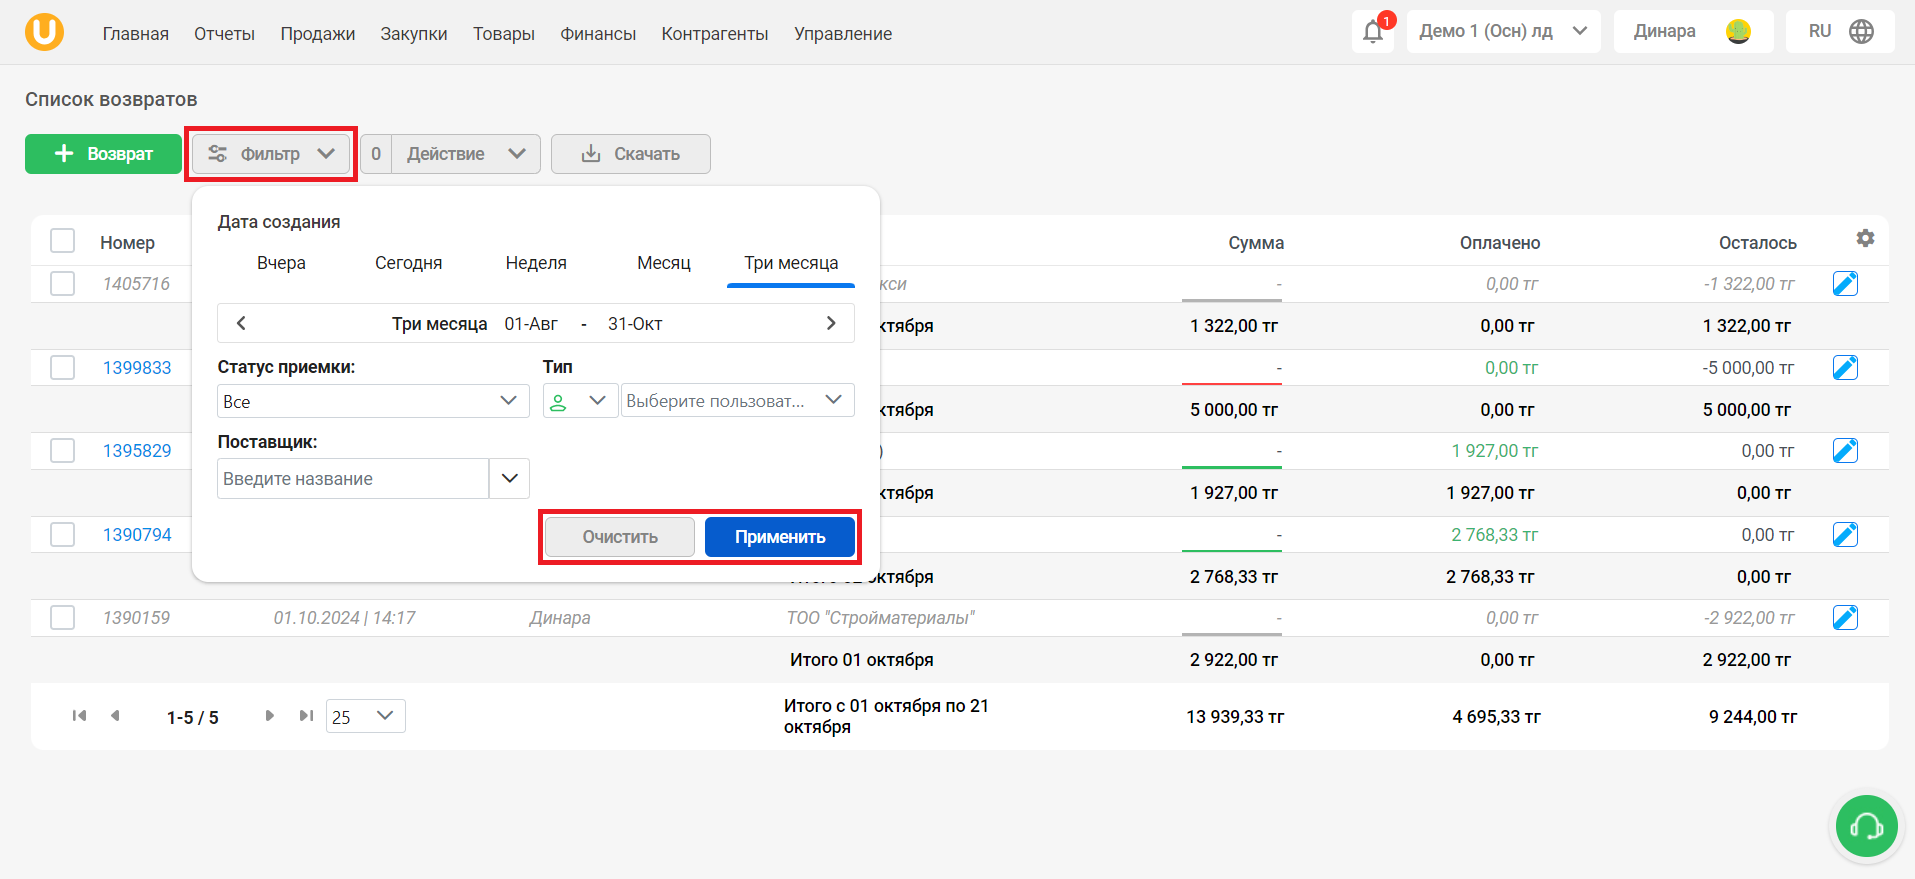 Главная Отчеты Продажи Закупки Товары Финансы Контрагенты Управление 1 Демо 1 (Осн) лд Динара RU
Список возвратов
Возврат Фильтр 0 Действие Скачать
Дата создания
Вчера Сегодня Неделя Месяц Три месяца
Три месяца 01-Авг - 31-Окт
Статус приемки: Тип
Все Выберите пользоват...
Поставщик:
Введите название
Очистить Применить
Номер Сумма Оплачено Осталось
1405716 - 0,00 тг -1 322,00 тг
1 322,00 тг 0,00 тг 1 322,00 тг
1399833 - 0,00 тг -5 000,00 тг
5 000,00 тг 0,00 тг 5 000,00 тг
1395829 ) - 1 927,00 тг 0,00 тг
1 927,00 тг 1 927,00 тг 0,00 тг
1390794 - 2 768,33 тг 0,00 тг
2 768,33 тг 2 768,33 тг 0,00 тг
1390159 01.10.2024 | 14:17 Динара ТОО "Стройматериалы" - 0,00 тг -2 922,00 тг
Итого 01 октября 2 922,00 тг 0,00 тг 2 922,00 тг
1-5 / 5 25 Итого с 01 октября по 21
октября 13 939,33 тг 4 695,33 тг 9 244,00 тг